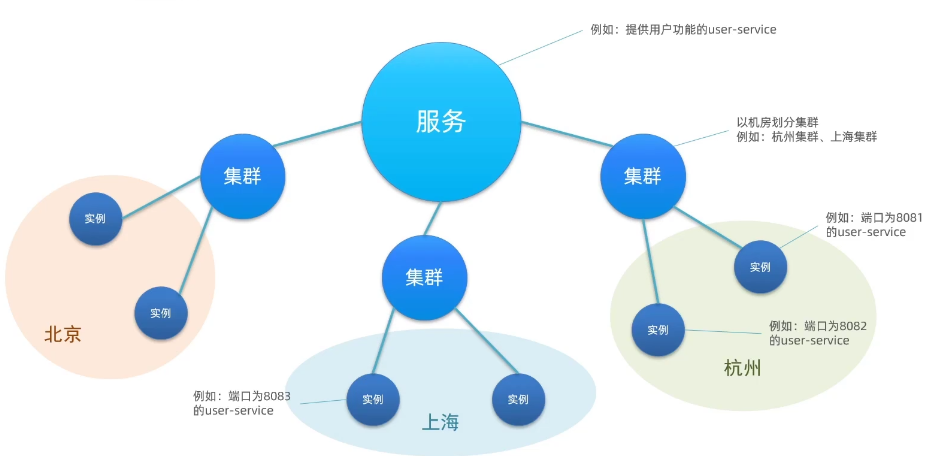 例如：提供用户功能的user-service
服务
以机房划分集群
例如：杭州集群、上海集群
集群
集群
例如：端口为8081
的user-service
实例
实例
集群
实例
例如：端口为8082
的user-service
实例
北京
杭州
例如：端口为8083
的user-service
实例
实例
上海